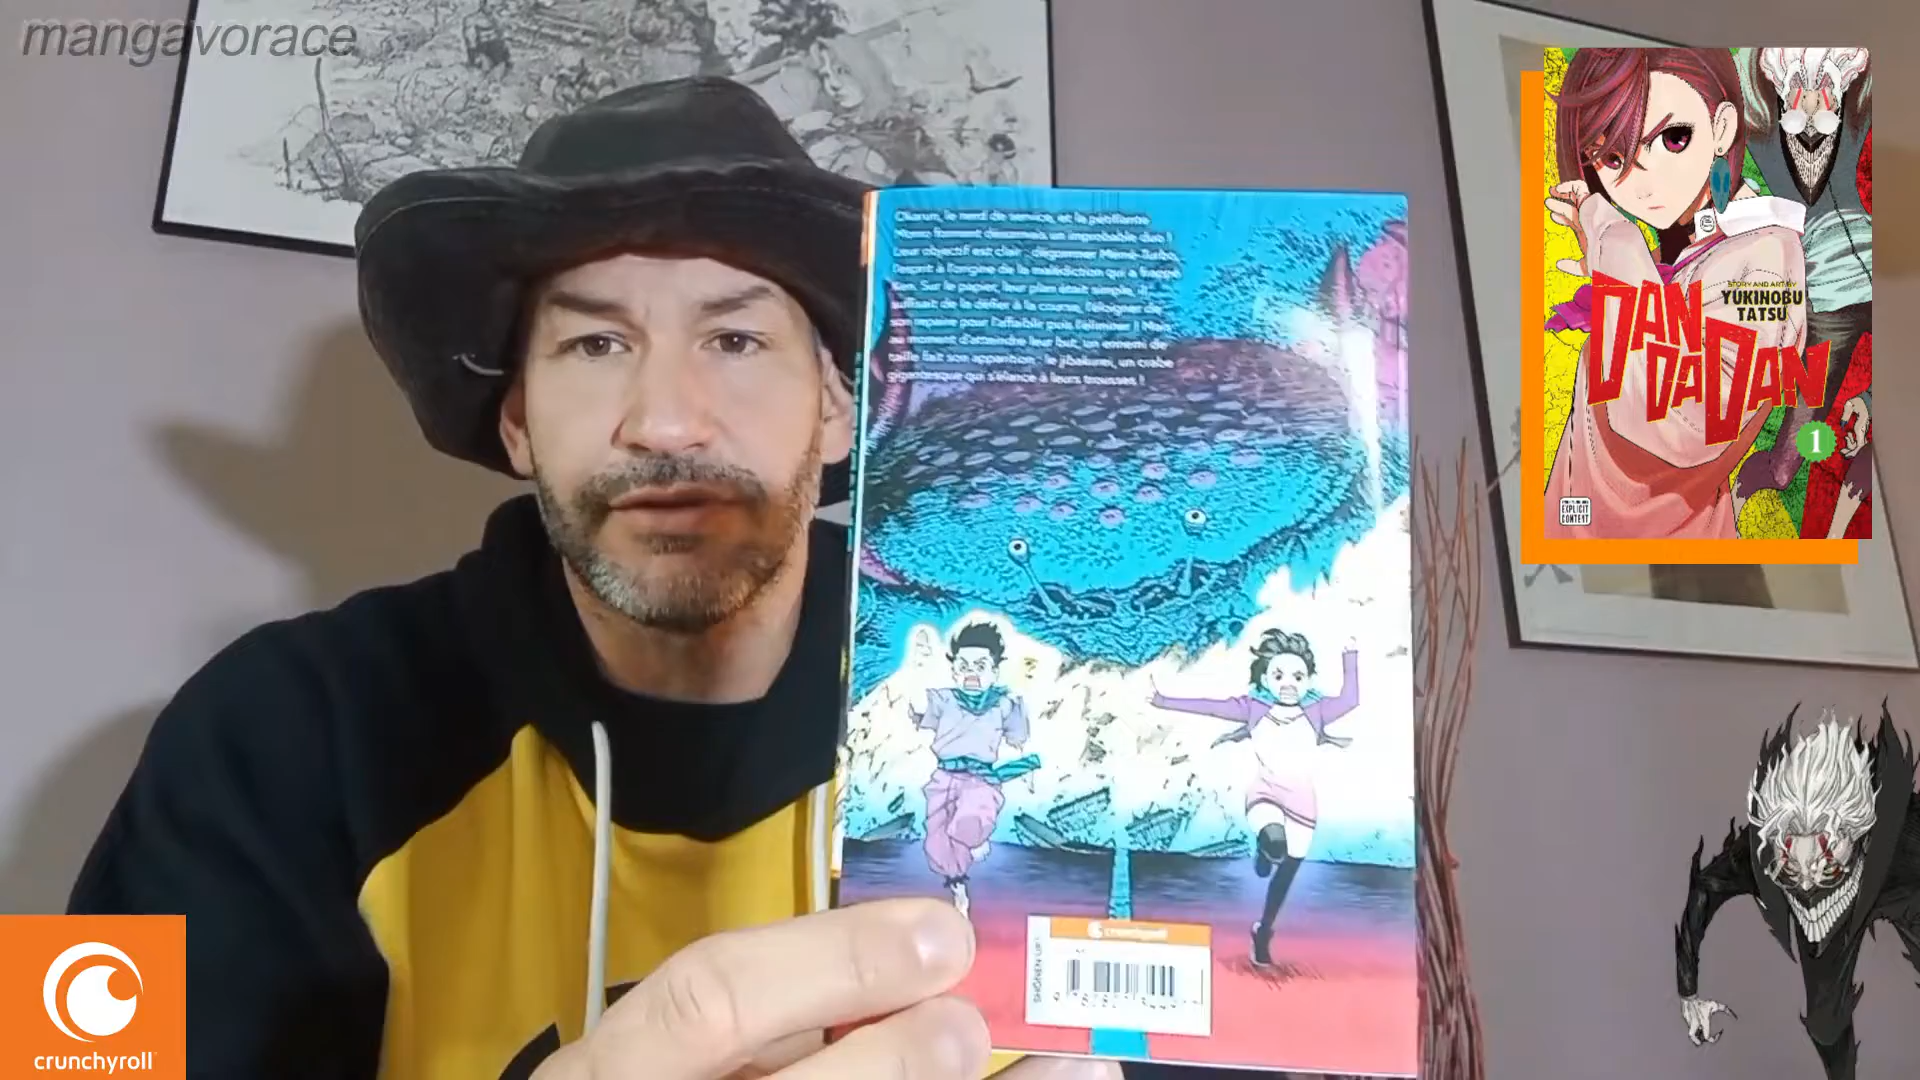 mangavorace
Okarun, le nerd de service, et la pétillante
Momo forment désormais un improbable duo !
Leur objectif est clair : dégommer Mémé-Turbo,
l'esprit à l'origine de la malédiction qui a frappé
Ken. Sur le papier, leur plan était simple, il
suffisait de la défier à la course et l'éloigner de
son repaire pour l'affaiblir puis l'éliminer ! Mais
au moment d'atteindre leur but, un ennemi de
taille fait son apparition : le jibakurei, un crabe
gigantesque qui s'élance à leurs trousses !
STORY AND ART BY
YUKINOBU
TATSU
DAN
DA
DAN
1
EXPLICIT
CONTENT
crunchyroll
SHONEN UP!
crunchyroll